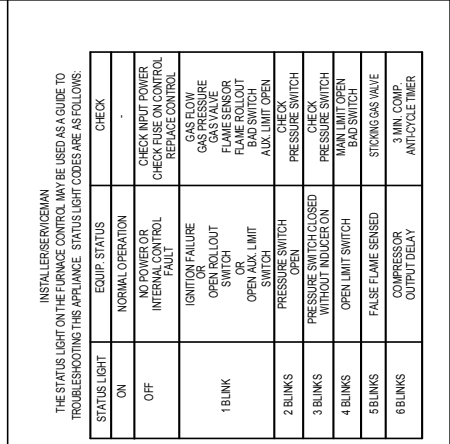 INSTALLER/SERVICEMAN
THE STATUS LIGHT ON THE FURNACE CONTROL MAY BE USED AS A GUIDE TO
TROUBLESHOOTING THIS APPLIANCE. STATUS LIGHT CODES ARE AS FOLLOWS:
STATUS LIGHT EQUIP. STATUS CHECK
ON NORMAL OPERATION -
OFF
NO POWER OR
INTERNAL CONTROL
FAULT
CHECK INPUT POWER
CHECK FUSE ON CONTROL
REPLACE CONTROL
1 BLINK
IGNITION FAILURE
OR
OPEN ROLLOUT
SWITCH
OR
OPEN AUX. LIMIT
SWITCH
GAS FLOW
GAS PRESSURE
GAS VALVE
FLAME SENSOR
FLAME ROLLOUT
BAD SWITCH
AUX. LIMIT OPEN
2 BLINKS
PRESSURE SWITCH
OPEN
CHECK
PRESSURE SWITCH
3 BLINKS
PRESSURE SWITCH CLOSED
WITHOUT INDUCER ON
CHECK
PRESSURE SWITCH
4 BLINKS
OPEN LIMIT SWITCH
MAIN LIMIT OPEN
BAD SWITCH
5 BLINKS FALSE FLAME SENSED STICKING GAS VALVE
6 BLINKS
COMPRESSOR
OUTPUT DELAY
3 MIN. COMP.
ANTI-CYCLE TIMER